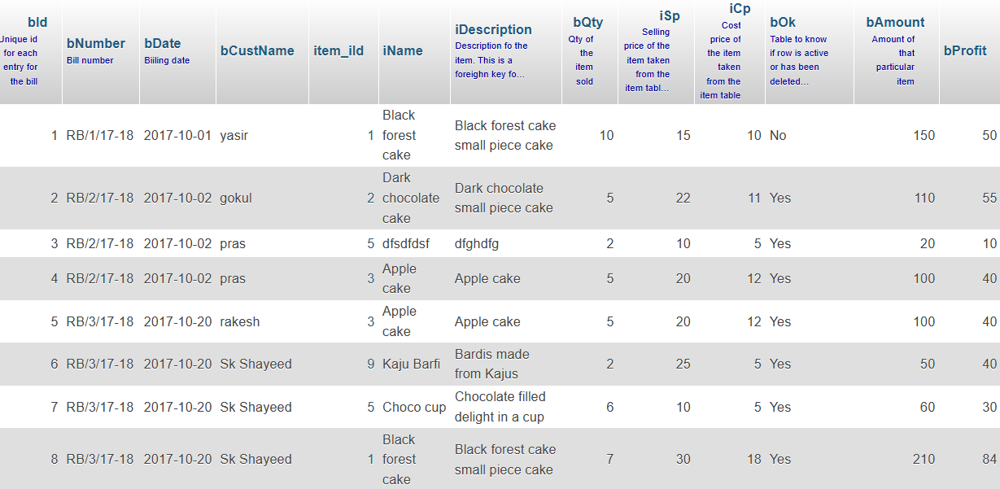 bId
Unique id
for each
entry for
the bill
bNumber
Bill number
bDate
Biiling date
bCustName
item_iId
iName
iDescription
Description fo the
item. This is a
foreighn key fo...
bQty
Qty of
the
item
sold
iSp
Selling
price of the
item taken
from the
item tabl...
iCp
Cost
price of
the item
taken
from the
item table
bOk
Table to know
if row is active
or has been
deleted...
bAmount
Amount of
that
particular
item
bProfit
1 RB/1/17-18 2017-10-01 yasir 1 Black
forest
cake
Black forest cake
small piece cake
10 15 10 No 150 50
2 RB/2/17-18 2017-10-02 gokul 2 Dark
chocolate
cake
Dark chocolate
small piece cake
5 22 11 Yes 110 55
3 RB/2/17-18 2017-10-02 pras 5 dfsdfdsf dfghdfg 2 10 5 Yes 20 10
4 RB/2/17-18 2017-10-02 pras 3 Apple
cake
Apple cake 5 20 12 Yes 100 40
5 RB/3/17-18 2017-10-20 rakesh 3 Apple
cake
Apple cake 5 20 12 Yes 100 40
6 RB/3/17-18 2017-10-20 Sk Shayeed 9 Kaju Barfi
Bardis made
from Kajus
2 25 5 Yes 50 40
7 RB/3/17-18 2017-10-20 Sk Shayeed 5 Choco cup
Chocolate filled
delight in a cup
6 10 5 Yes 60 30
8 RB/3/17-18 2017-10-20 Sk Shayeed 1 Black
forest
cake
Black forest cake
small piece cake
7 30 18 Yes 210 84